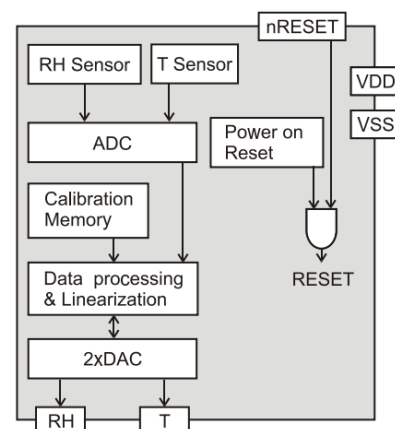 nRESET
RH Sensor
T Sensor
VDD
VSS
ADC
Power on
Reset
Calibration
Memory
RESET
Data processing
& Linearization
2xDAC
RH
T